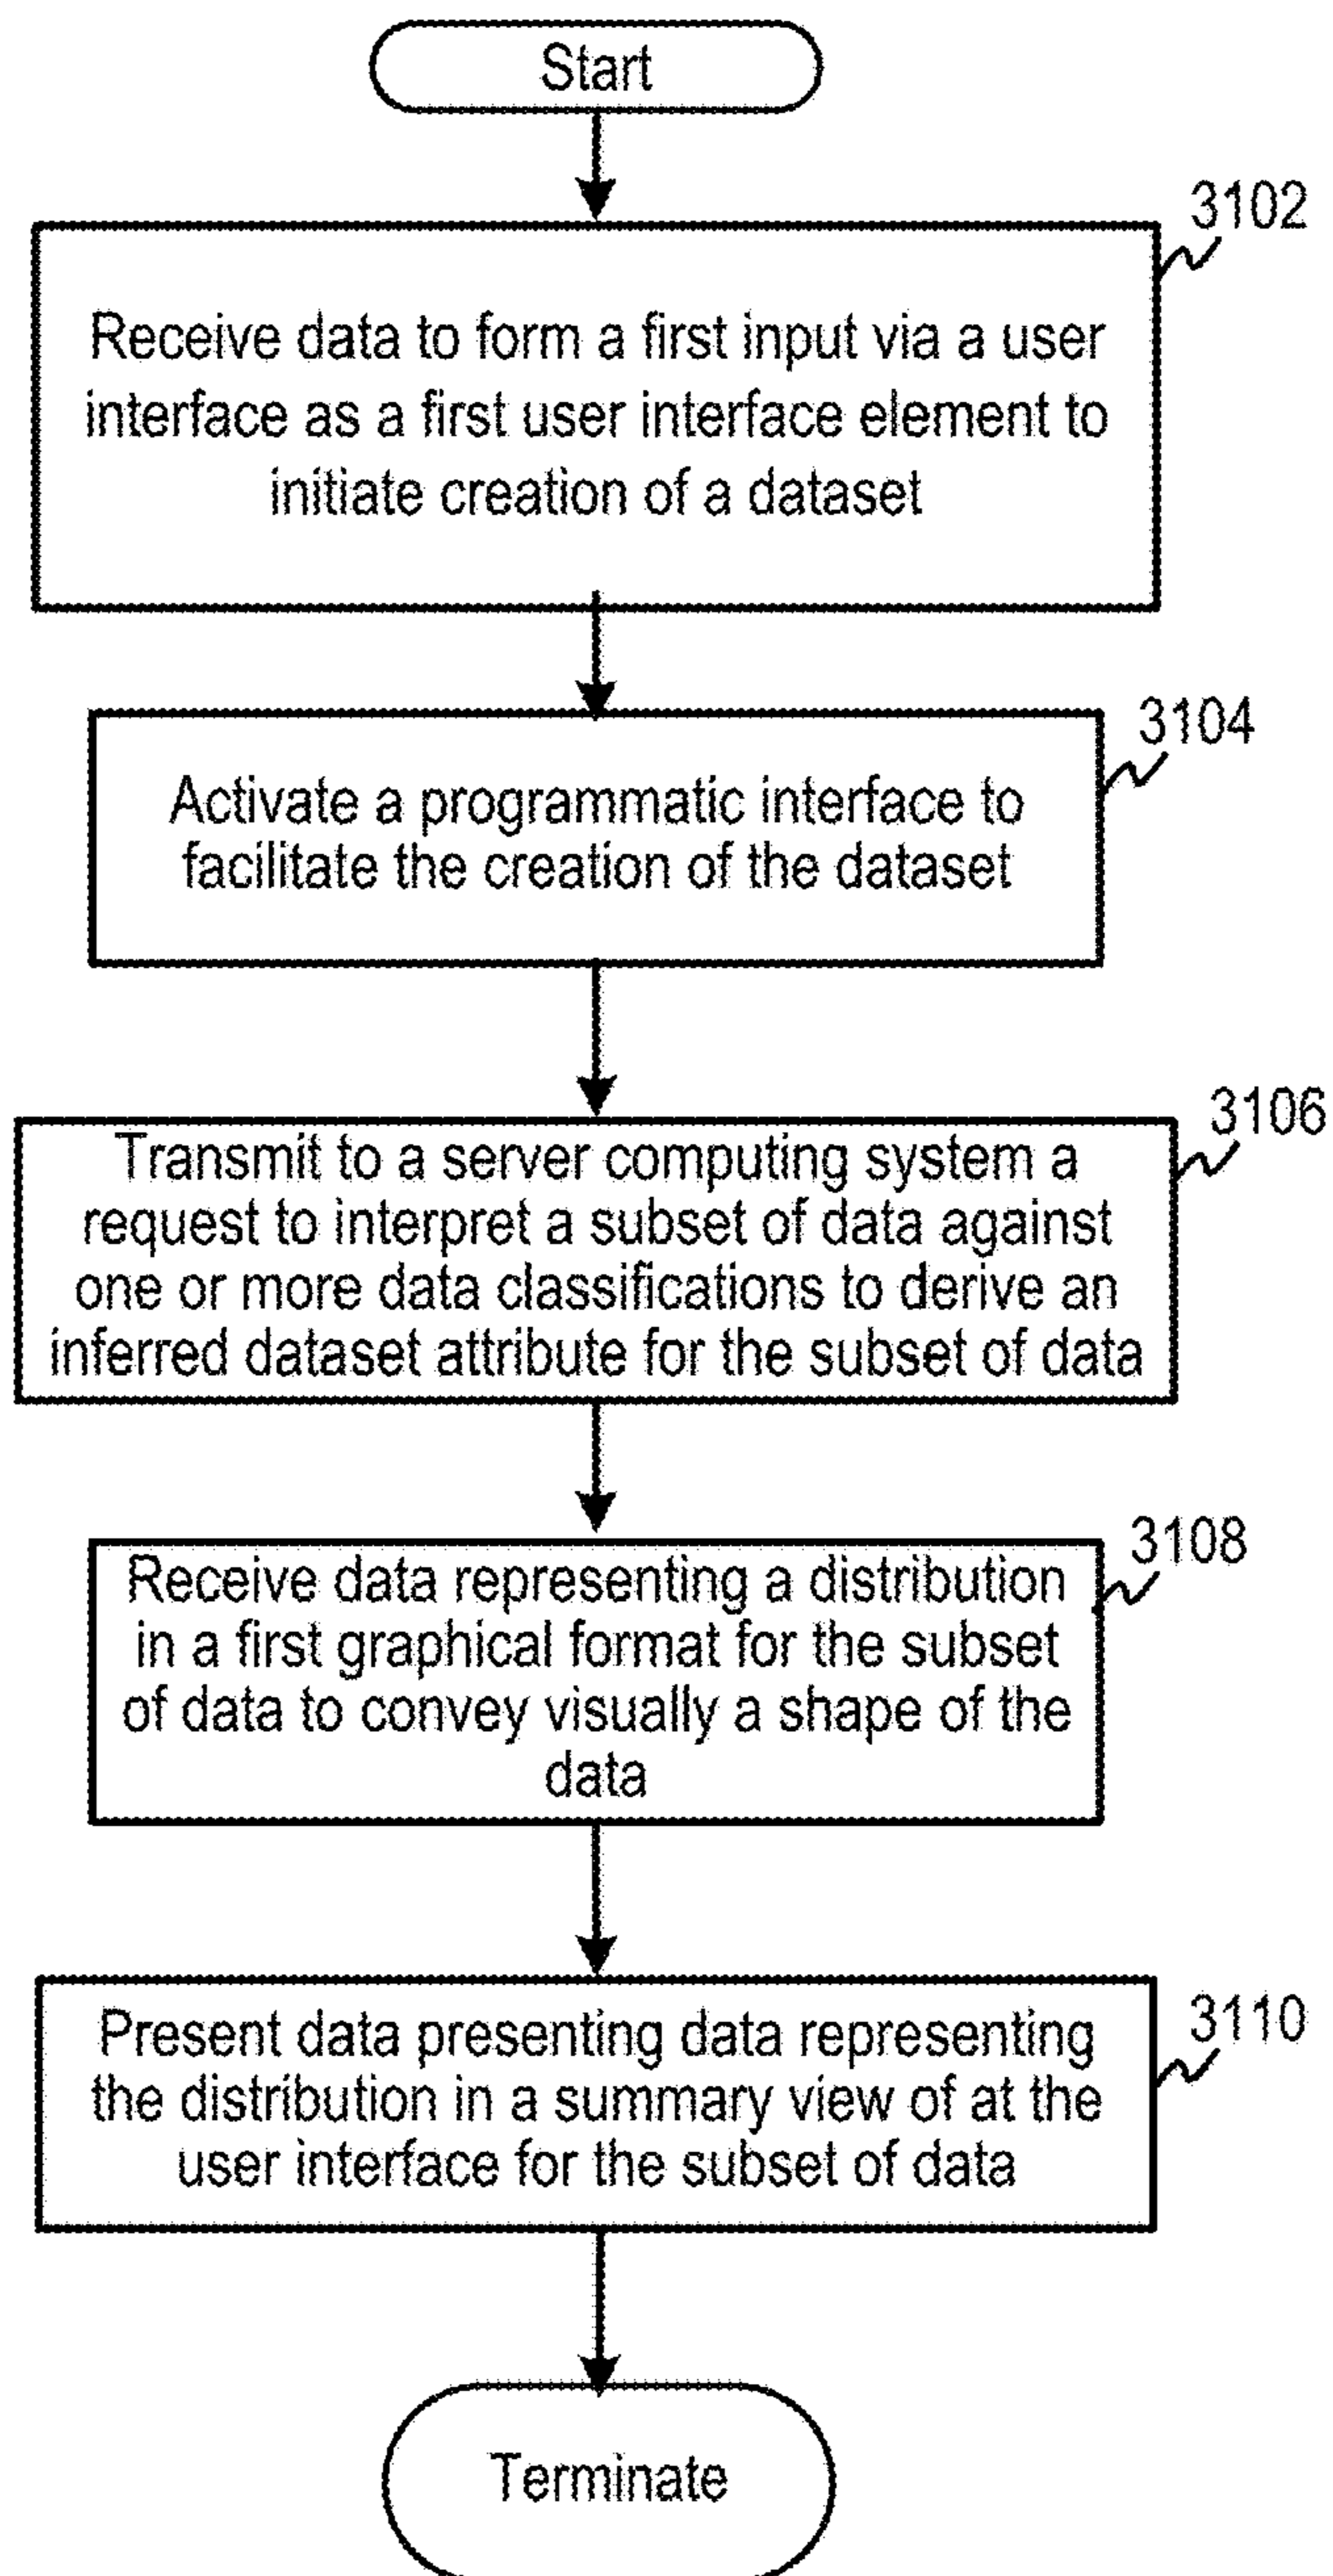 Start
3102
Receive data to form a first input via a user
interface as a first user interface element to
initiate creation of a dataset
3104
Activate a programmatic interface to
facilitate the creation of the dataset
3106
Transmit to a server computing system a
request to interpret a subset of data against
one or more data classifications to derive an
inferred dataset attribute for the subset of data
3108
Receive data representing a distribution
in a first graphical format for the subset
of data to convey visually a shape of the
data
3110
Present data presenting data representing
the distribution in a summary view of at the
user interface for the subset of data
Terminate